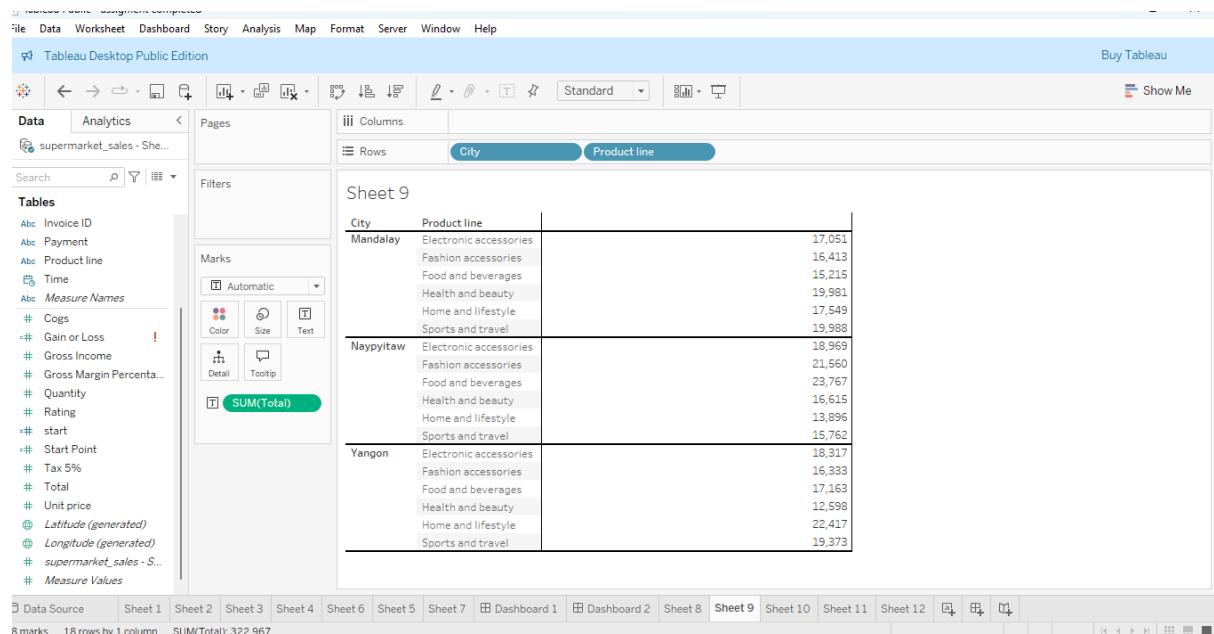 Tableau Public - assigment completed
File Data Worksheet Dashboard Story Analysis Map Format Server Window Help
Tableau Desktop Public Edition Buy Tableau
Standard Show Me
Data Analytics
supermarket_sales - She...
Search
Tables
Abc Invoice ID
Abc Payment
Abc Product line
Time
Abc Measure Names
# Cogs
=# Gain or Loss !
# Gross Income
# Gross Margin Percenta...
# Quantity
# Rating
=# start
=# Start Point
# Tax 5%
# Total
# Unit price
Latitude (generated)
Longitude (generated)
# supermarket_sales - S...
# Measure Values
Pages
Filters
Marks
T Automatic
Color Size Text
Detail Tooltip
T SUM(Total)
iii Columns
Rows City Product line
Sheet 9
City Product line
Mandalay Electronic accessories 17,051
Fashion accessories 16,413
Food and beverages 15,215
Health and beauty 19,981
Home and lifestyle 17,549
Sports and travel 19,988
Naypyitaw Electronic accessories 18,969
Fashion accessories 21,560
Food and beverages 23,767
Health and beauty 16,615
Home and lifestyle 13,896
Sports and travel 15,762
Yangon Electronic accessories 18,317
Fashion accessories 16,333
Food and beverages 17,163
Health and beauty 12,598
Home and lifestyle 22,417
Sports and travel 19,373
Data Source Sheet 1 Sheet 2 Sheet 3 Sheet 4 Sheet 6 Sheet 5 Sheet 7 Dashboard 1 Dashboard 2 Sheet 8 Sheet 9 Sheet 10 Sheet 11 Sheet 12
8 marks 18 rows by 1 column SUM(Total): 322,967